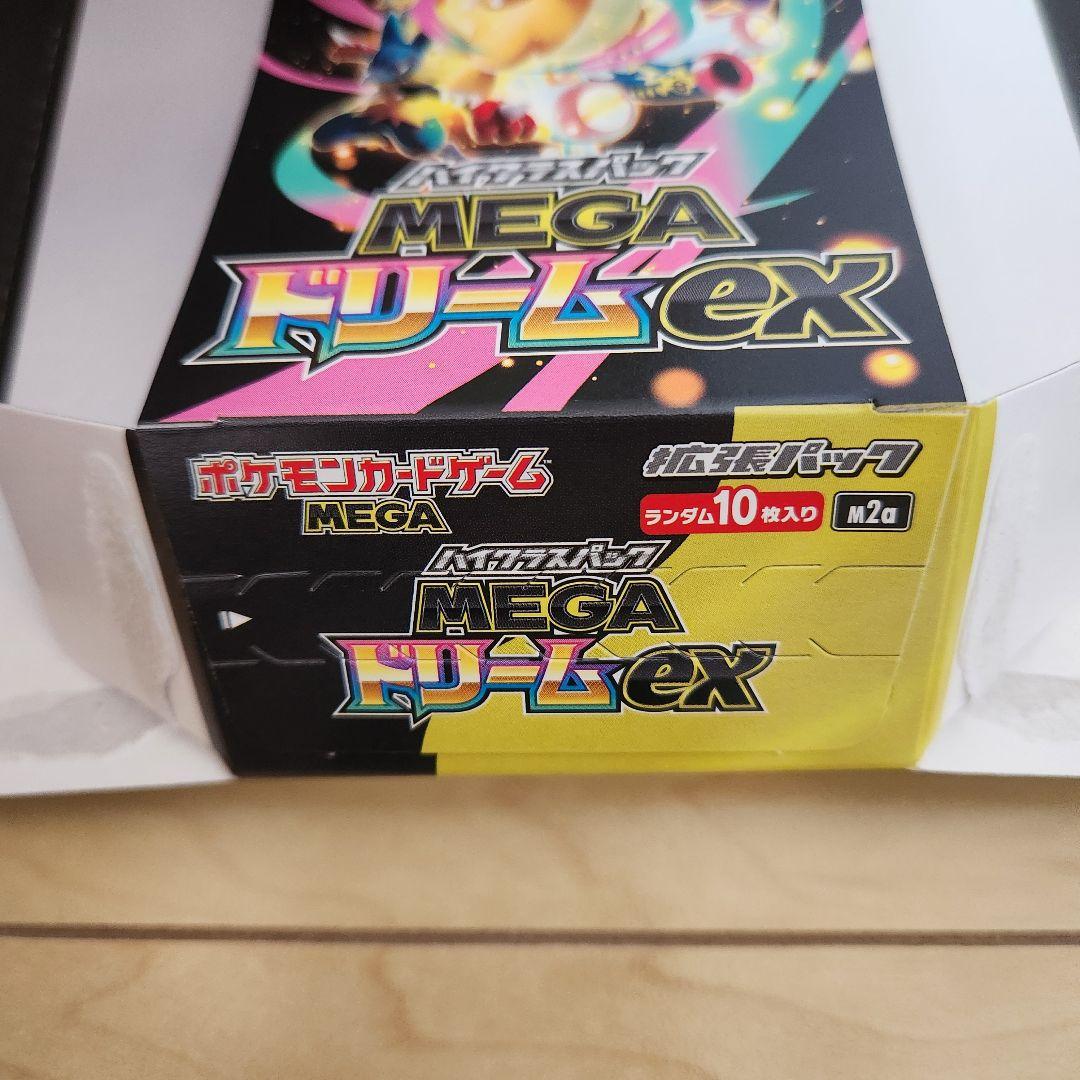 ハイクラスパック
MEGA
ドリームex
ポケモンカードゲーム
MEGA
拡張パック
ランダム10枚入り
M2a
ハイクラスパック
MEGA
ドリームex